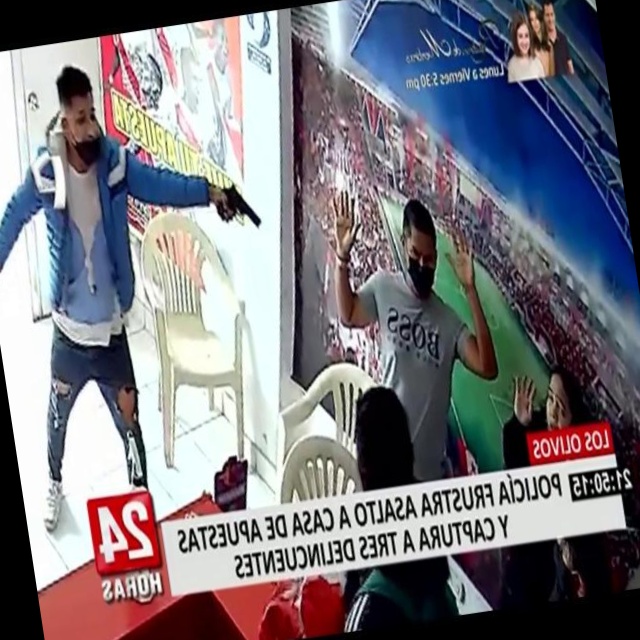 Lunes a Viernes 5:30 pm
BOSS
LOS OLIVOS
21:50:15
POLICÍA FRUSTRA ASALTO A CASA DE APUESTAS
Y CAPTURA A TRES DELINCUENTES
24
HORAS